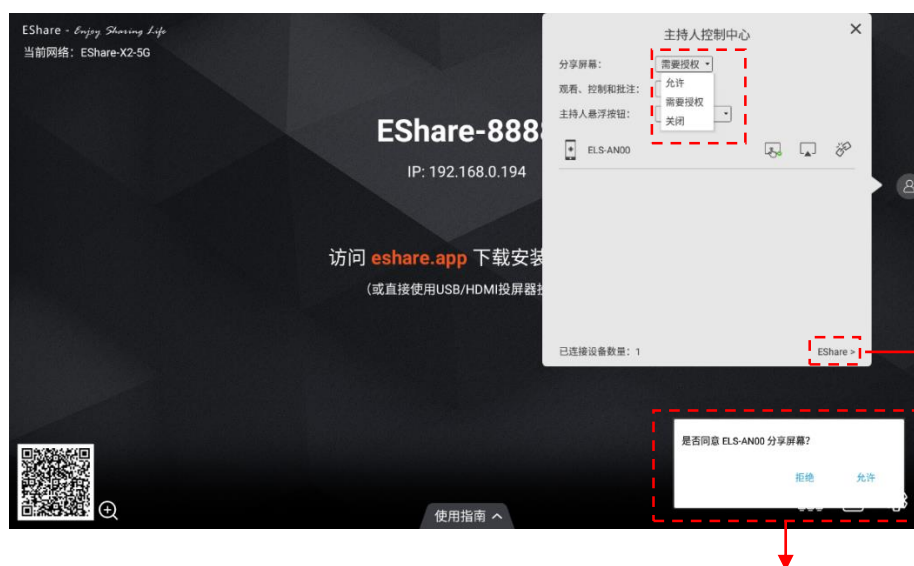 EShare - Enjoy Sharing Life
当前网络：EShare-X2-5G
EShare-888
IP: 192.168.0.194
访问 eshare.app 下载安装
（或直接使用USB/HDMI投屏器
使用指南
主持人控制中心
分享屏幕：
需要授权
允许
需要授权
关闭
观看、控制和批注：
主持人悬浮按钮：
ELS-AN00
已连接设备数量：1
EShare >
是否同意 ELS-AN00 分享屏幕?
拒绝
允许